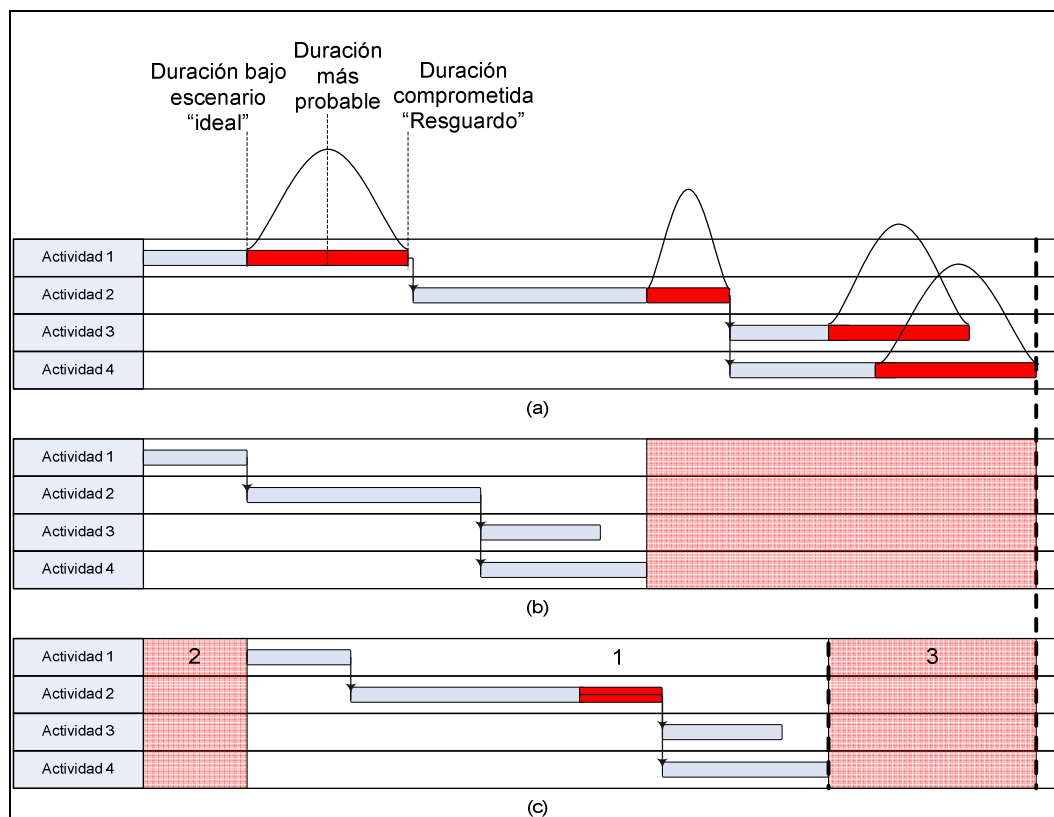 Duración bajo
escenario
“ideal”
Duración
más
probable
Duración
comprometida
“Resguardo”
Actividad 1
Actividad 2
Actividad 3
Actividad 4
(a)
Actividad 1
Actividad 2
Actividad 3
Actividad 4
(b)
Actividad 1
2
1
3
Actividad 2
Actividad 3
Actividad 4
(c)